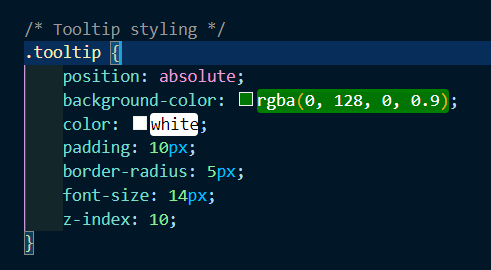 /* Tooltip styling */
.tooltip {
    position: absolute;
    background-color: rgba(0, 128, 0, 0.9);
    color: white;
    padding: 10px;
    border-radius: 5px;
    font-size: 14px;
    z-index: 10;
}